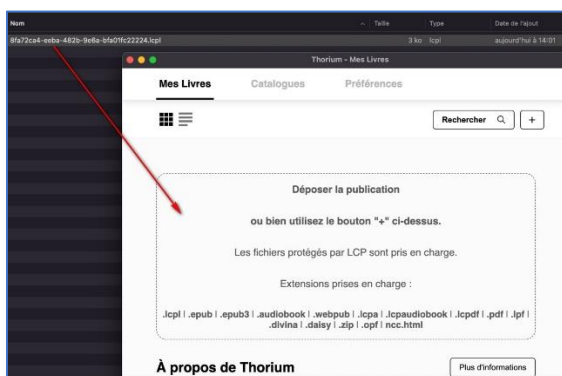 Nom ^ Taille Type Date de l'ajout
8fa72ca4-eeba-482b-9e6a-bfa01fc22224.lcpl 3 ko lcpl aujourd'hui à 14:01
Thorium - Mes Livres
Mes Livres Catalogues Préférences
Rechercher +
Déposer la publication
ou bien utilisez le bouton "+" ci-dessus.
Les fichiers protégés par LCP sont pris en charge.
Extensions prises en charge :
.lcpl | .epub | .epub3 | .audiobook | .webpub | .lcpa | .lcpaudiobook | .lcpdf | .pdf | .lpf |
.divina | .daisy | .zip | .opf | ncc.html
À propos de Thorium Plus d'informations